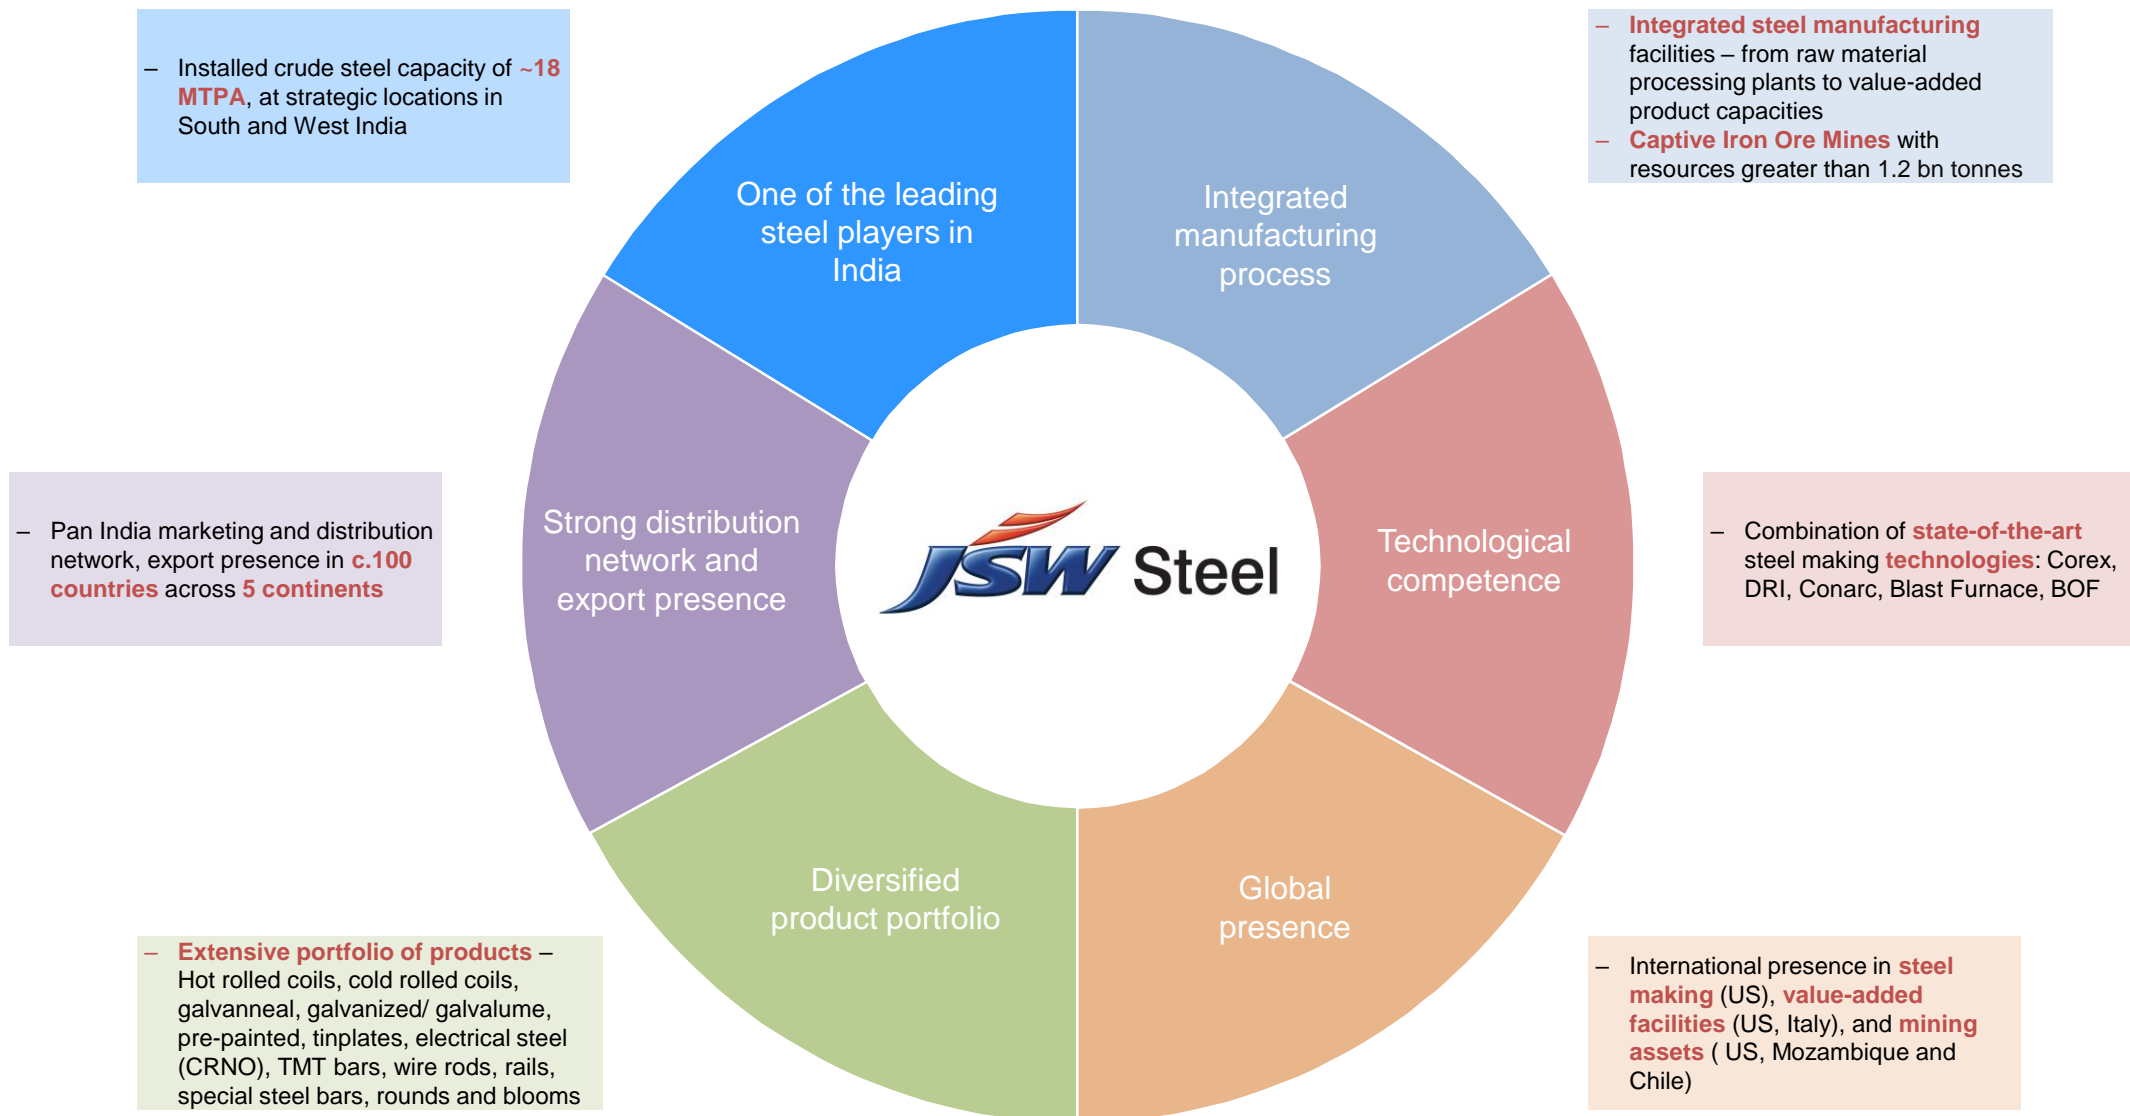 – Installed crude steel capacity of ~18
MTPA, at strategic locations in
South and West India
– Integrated steel manufacturing
facilities – from raw material
processing plants to value-added
product capacities
– Captive Iron Ore Mines with
resources greater than 1.2 bn tonnes
One of the leading
steel players in
India
Integrated
manufacturing
process
– Pan India marketing and distribution
network, export presence in c.100
countries across 5 continents
Strong distribution
network and
export presence
JSW Steel
Technological
competence
– Combination of state-of-the-art
steel making technologies: Corex,
DRI, Conarc, Blast Furnace, BOF
Diversified
product portfolio
Global
presence
– Extensive portfolio of products –
Hot rolled coils, cold rolled coils,
galvanneal, galvanized/ galvalume,
pre-painted, tinplates, electrical steel
(CRNO), TMT bars, wire rods, rails,
special steel bars, rounds and blooms
– International presence in steel
making (US), value-added
facilities (US, Italy), and mining
assets ( US, Mozambique and
Chile)